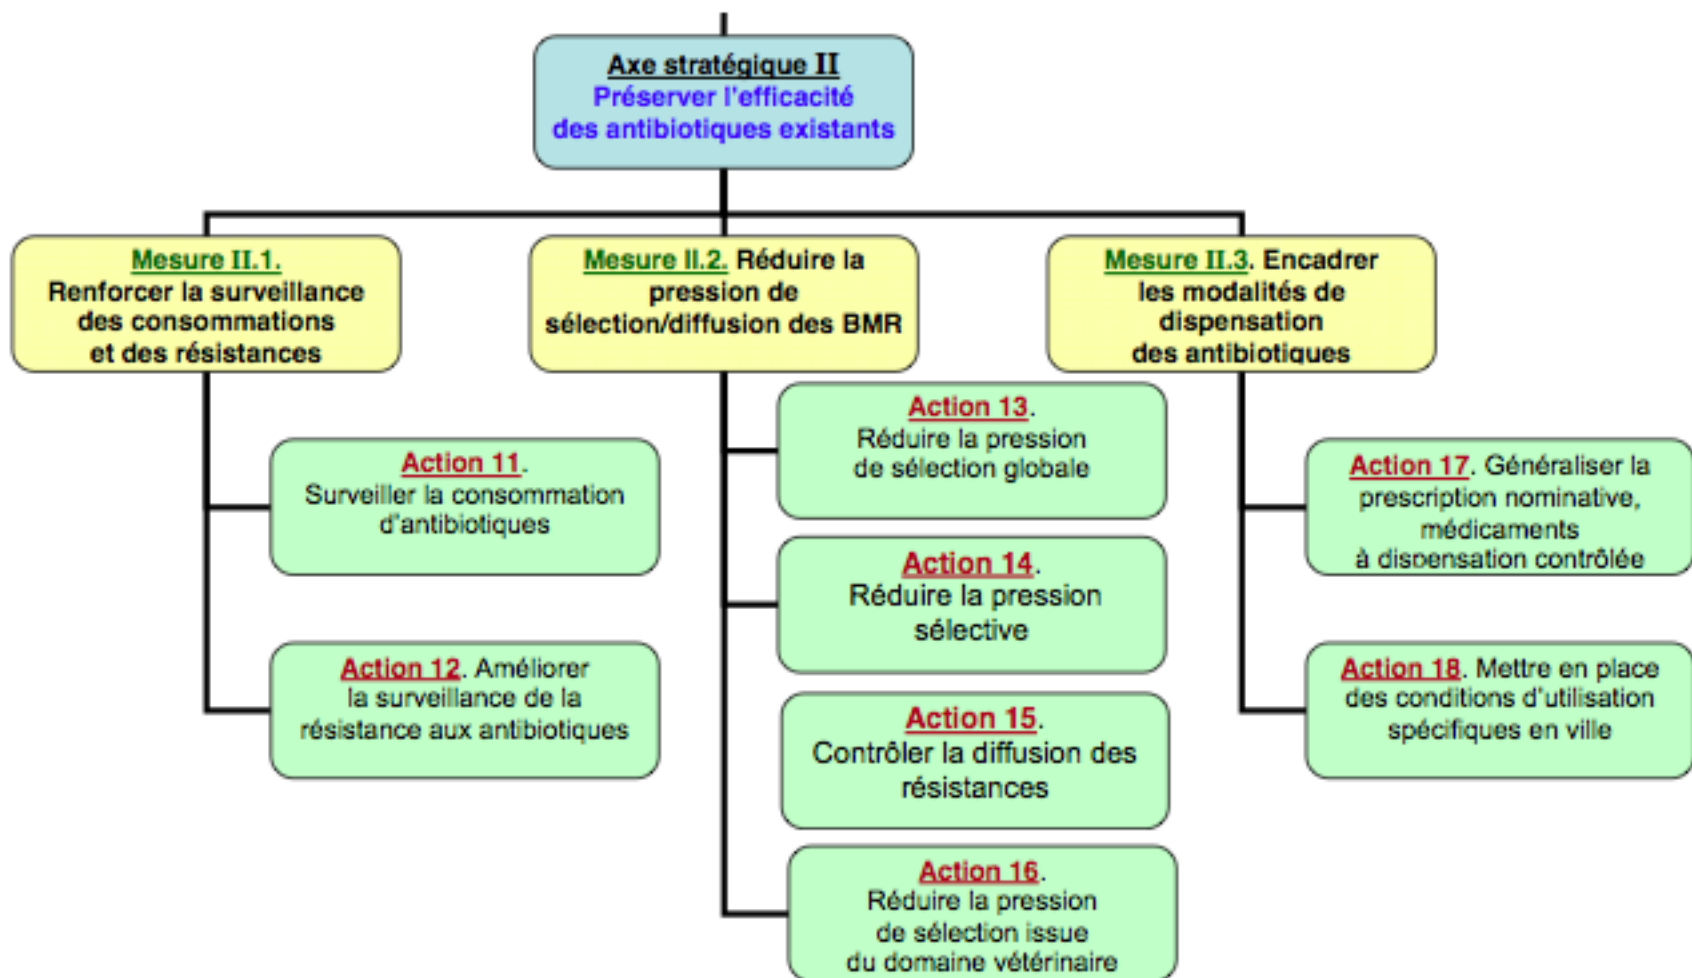 Axe stratégique II
Préserver l'efficacité
des antibiotiques existants
Mesure II.1.
Renforcer la surveillance
des consommations
et des résistances
Mesure II.2. Réduire la
pression de
sélection/diffusion des BMR
Mesure II.3. Encadrer
les modalités de
dispensation
des antibiotiques
Action 11.
Surveiller la consommation
d'antibiotiques
Action 12. Améliorer
la surveillance de la
résistance aux antibiotiques
Action 13.
Réduire la pression
de sélection globale
Action 14.
Réduire la pression
sélective
Action 15.
Contrôler la diffusion des
résistances
Action 16.
Réduire la pression
de sélection issue
du domaine vétérinaire
Action 17. Généraliser la
prescription nominative,
médicaments
à dispensation contrôlée
Action 18. Mettre en place
des conditions d'utilisation
spécifiques en ville